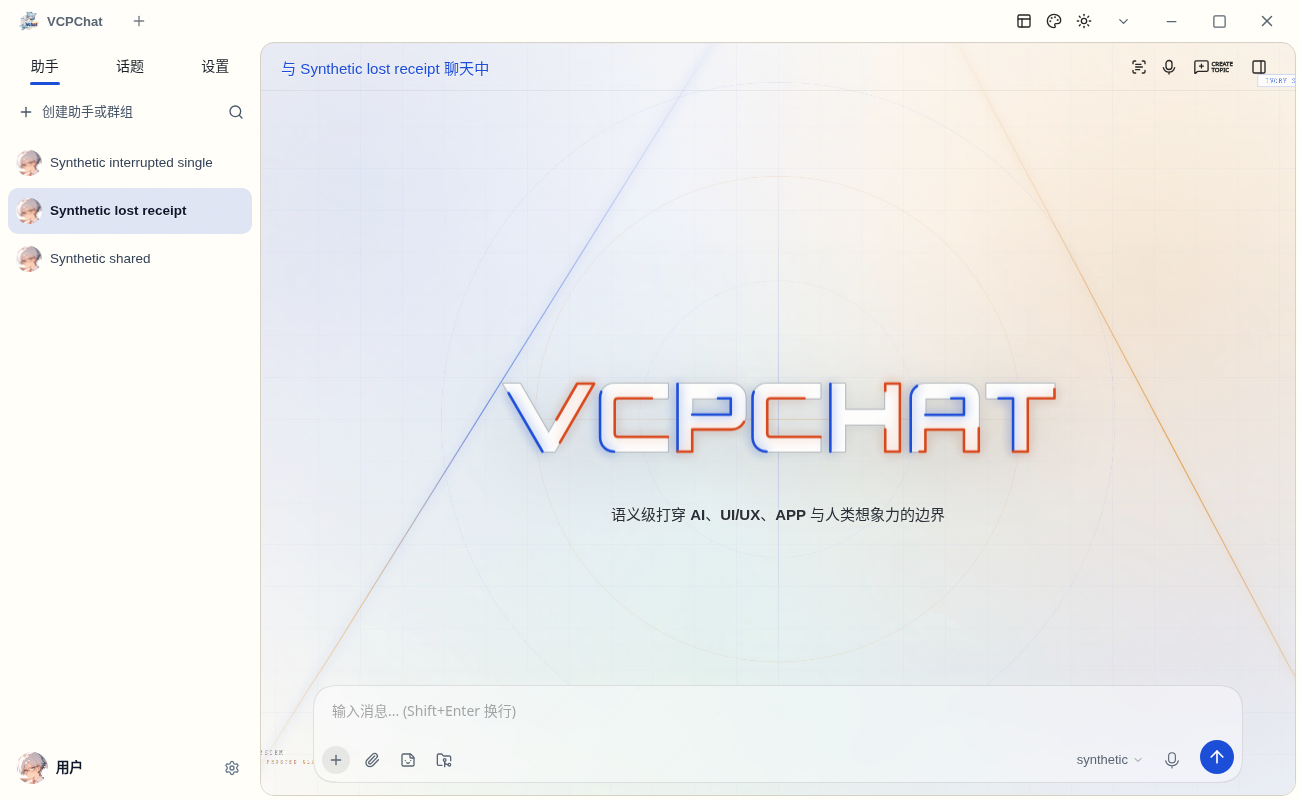 VCPChat
助手
话题
设置
创建助手或群组
Synthetic interrupted single
Synthetic lost receipt
Synthetic shared
用户
与 Synthetic lost receipt 聊天中
CREATE
TOPIC
VCPCHAT
语义级打穿 AI、UI/UX、APP 与人类想象力的边界
输入消息... (Shift+Enter 换行)
synthetic